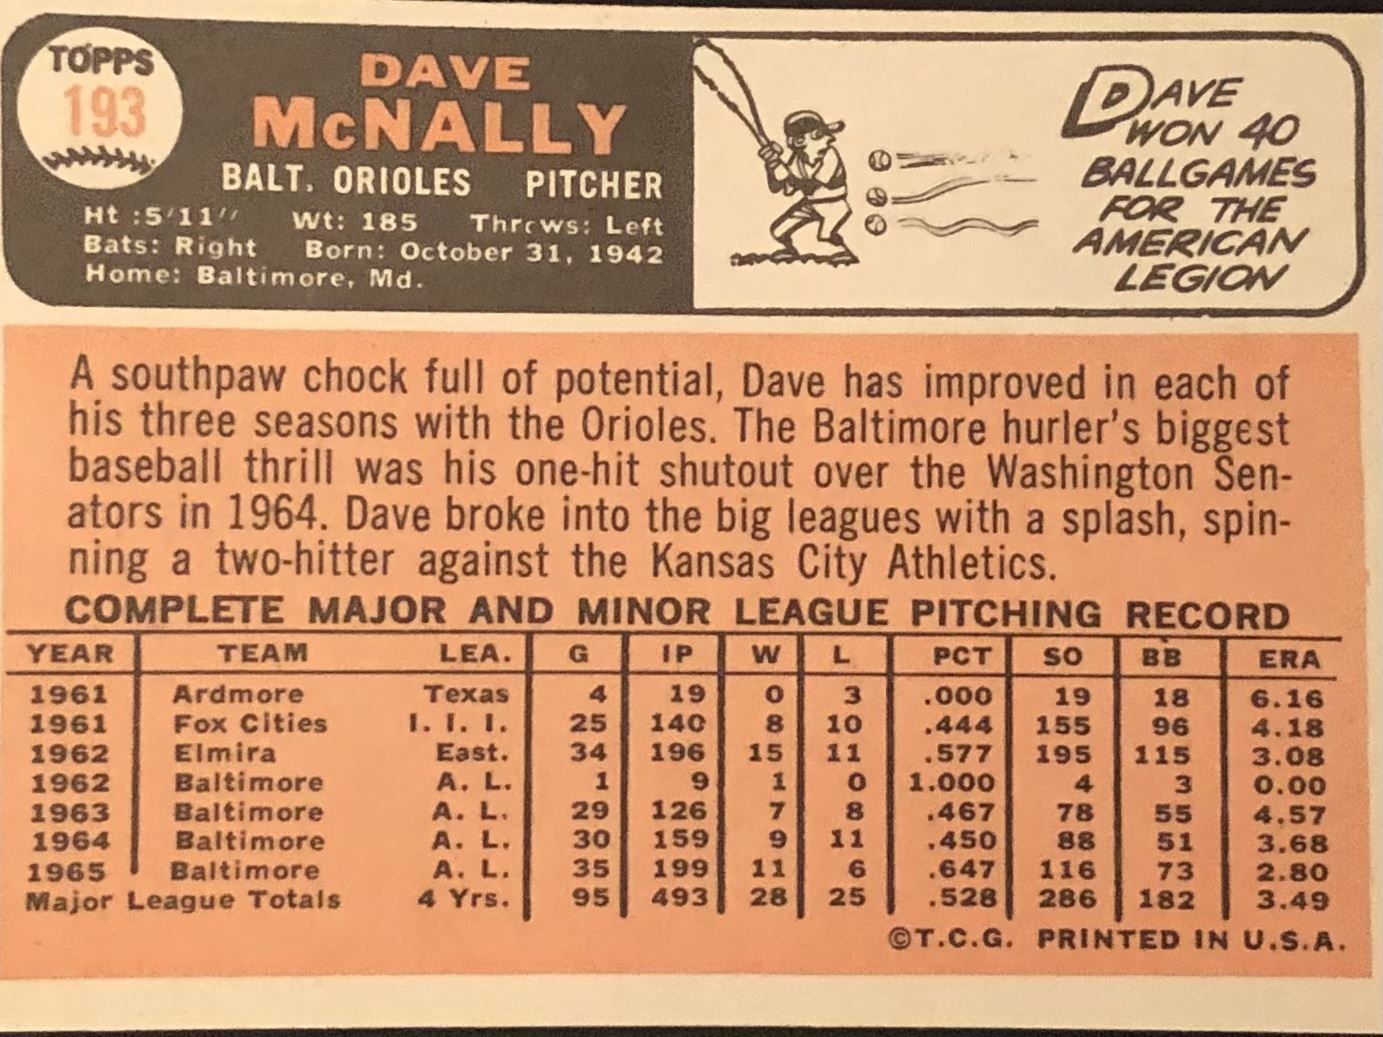 TOPPS
193
DAVE
McNALLY
BALT. ORIOLES PITCHER
Ht :5'11" Wt: 185 Throws: Left
Bats: Right Born: October 31, 1942
Home: Baltimore, Md.
DAVE
WON 40
BALLGAMES
FOR THE
AMERICAN
LEGION
A southpaw chock full of potential, Dave has improved in each of
his three seasons with the Orioles. The Baltimore hurler's biggest
baseball thrill was his one-hit shutout over the Washington Sen-
ators in 1964. Dave broke into the big leagues with a splash, spin-
ning a two-hitter against the Kansas City Athletics.
COMPLETE MAJOR AND MINOR LEAGUE PITCHING RECORD
YEAR TEAM LEA. G IP W L PCT SO BB ERA
1961 Ardmore Texas 4 19 0 3 .000 19 18 6.16
1961 Fox Cities I. I. I. 25 140 8 10 .444 155 96 4.18
1962 Elmira East. 34 196 15 11 .577 195 115 3.08
1962 Baltimore A. L. 1 9 1 0 1.000 4 3 0.00
1963 Baltimore A. L. 29 126 7 8 .467 78 55 4.57
1964 Baltimore A. L. 30 159 9 11 .450 88 51 3.68
1965 Baltimore A. L. 35 199 11 6 .647 116 73 2.80
Major League Totals 4 Yrs. 95 493 28 25 .528 286 182 3.49
©T.C.G. PRINTED IN U.S.A.